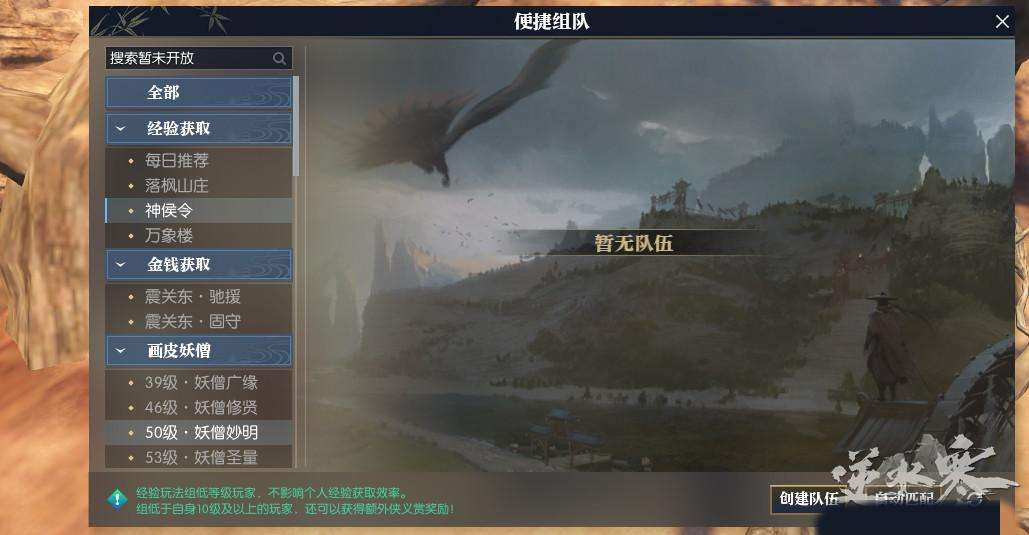 便捷组队
搜索暂未开放
全部
经验获取
每日推荐
落枫山庄
神侯令
万象楼
金钱获取
震关东·驰援
震关东·固守
画皮妖僧
39级·妖僧广缘
46级·妖僧修贤
50级·妖僧妙明
53级·妖僧圣量
暂无队伍
经验玩法组低等级玩家，不影响个人经验获取效率。
组低于自身10级及以上的玩家，还可以获得额外侠义赏奖励！
创建队伍
自动匹配
逆水寒